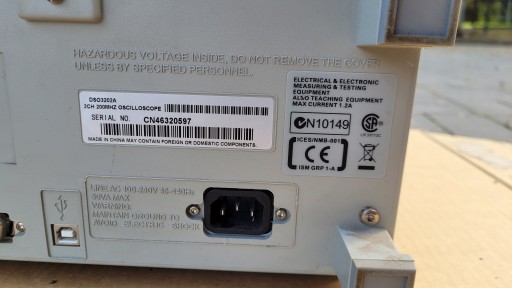 HAZARDOUS VOLTAGE INSIDE, DO NOT REMOVE THE COVER
UNLESS BY SPECIFIED PERSONNEL.
DSO3202A
2CH 200MHZ OSCILLOSCOPE
SERIAL NO. CN46320597
MADE IN CHINA MAY CONTAIN FOREIGN OR DOMESTIC COMPONENTS.
ELECTRICAL & ELECTRONIC
MEASURING & TESTING
EQUIPMENT
ALSO TEACHING EQUIPMENT
MAX CURRENT 1.2A
N10149
ICES/NMB-001
CE
ISM GRP 1-A
LINE:AC 100-240V
MAX
WARNING:
MAINTAIN GROUND TO
AVOID ELECTRIC SHOCK